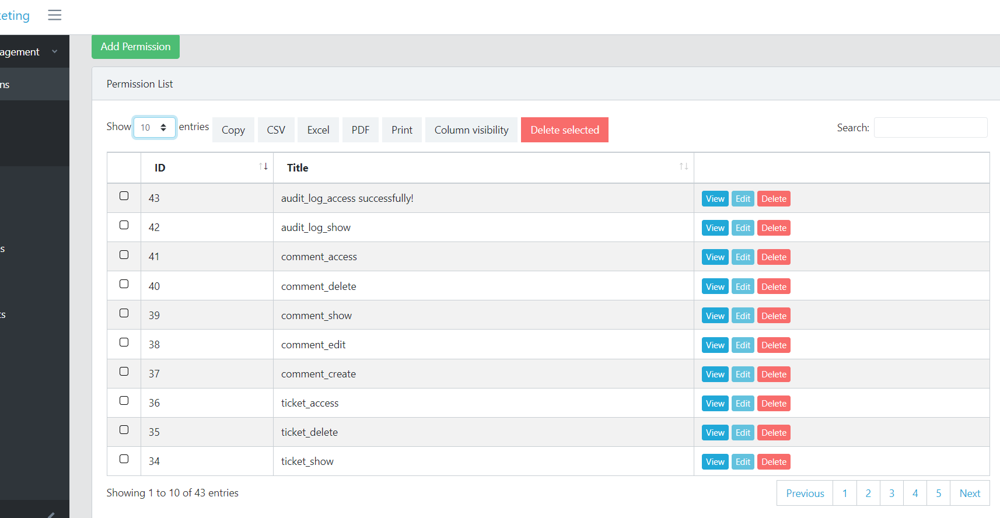 eting
agement
ns
s
ts
Add Permission
Permission List
Show 10 entries Copy CSV Excel PDF Print Column visibility Delete selected Search:
ID Title
43 audit_log_access successfully! View Edit Delete
42 audit_log_show View Edit Delete
41 comment_access View Edit Delete
40 comment_delete View Edit Delete
39 comment_show View Edit Delete
38 comment_edit View Edit Delete
37 comment_create View Edit Delete
36 ticket_access View Edit Delete
35 ticket_delete View Edit Delete
34 ticket_show View Edit Delete
Showing 1 to 10 of 43 entries
Previous 1 2 3 4 5 Next